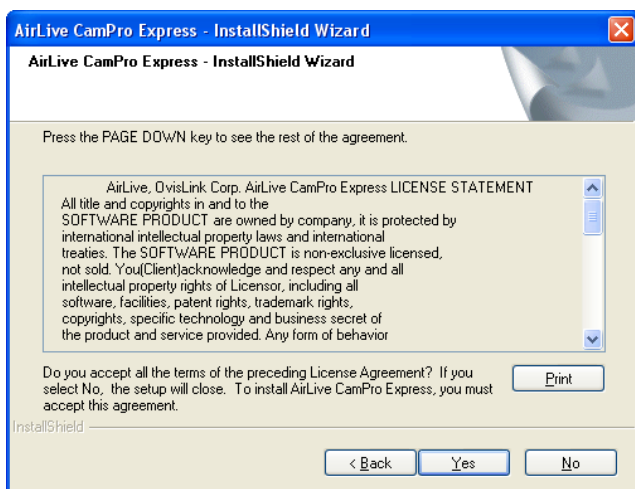 AirLive CamPro Express - InstallShield Wizard
AirLive CamPro Express - InstallShield Wizard
Press the PAGE DOWN key to see the rest of the agreement.
AirLive, OvisLink Corp. AirLive CamPro Express LICENSE STATEMENT
All title and copyrights in and to the
SOFTWARE PRODUCT are owned by company, it is protected by
international intellectual property laws and international
treaties. The SOFTWARE PRODUCT is non-exclusive licensed,
not sold. You(Client)acknowledge and respect any and all
intellectual property rights of Licensor, including all
software, facilities, patent rights, trademark rights,
copyrights, specific technology and business secret of
the product and service provided. Any form of behavior
Do you accept all the terms of the preceding License Agreement? If you
select No, the setup will close. To install AirLive CamPro Express, you must
accept this agreement.
Print
InstallShield
< Back
Yes
No